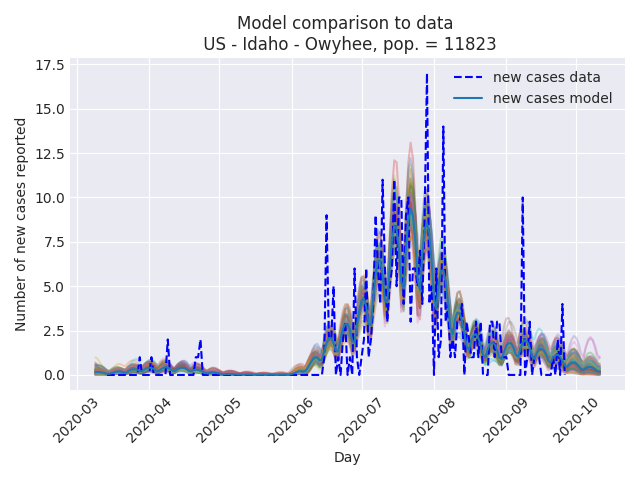 Model comparison to data
US - Idaho - Owyhee, pop. = 11823
17.5
15.0
12.5
10.0
7.5
5.0
2.5
0.0
Number of new cases reported
new cases data
new cases model
2020-03
2020-04
2020-05
2020-06
2020-07
2020-08
2020-09
2020-10
Day